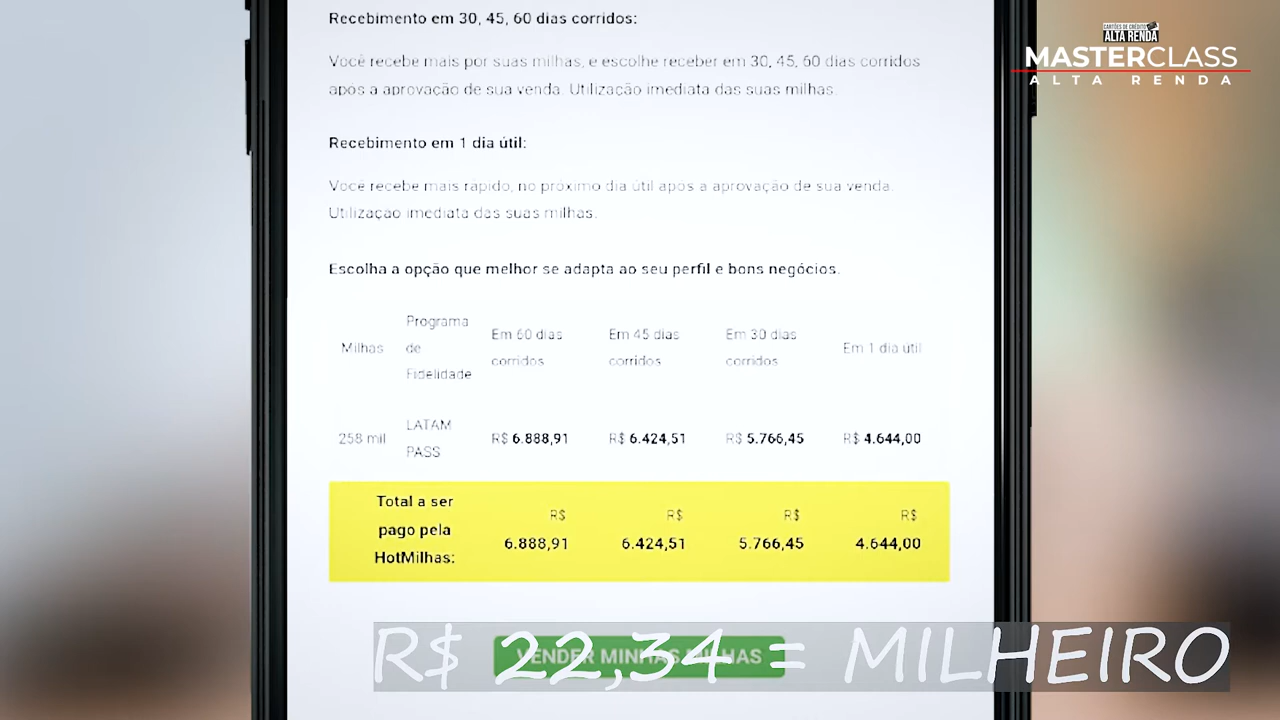 Recebimento em 30, 45, 60 dias corridos:
CARTÕES DE CRÉDITO
ALTA RENDA
MASTERCLASS
ALTA RENDA
Você recebe mais por suas milhas, e escolhe receber em 30, 45, 60 dias corridos
após a aprovação de sua venda. Utilização imediata das suas milhas.
Recebimento em 1 dia útil:
Você recebe mais rápido, no próximo dia útil após a aprovação de sua venda.
Utilização imediata das suas milhas.
Escolha a opção que melhor se adapta ao seu perfil e bons negócios.
Milhas
Programa
de
Fidelidade
Em 60 dias
corridos
Em 45 dias
corridos
Em 30 dias
corridos
Em 1 dia útil
258 mil
LATAM
PASS
R$ 6.888,91
R$ 6.424,51
R$ 5.766,45
R$ 4.644,00
Total a ser
pago pela
HotMilhas:
R$
6.888,91
R$
6.424,51
R$
5.766,45
R$
4.644,00
VENDER MINHAS MILHAS
R$ 22,34 = MILHEIRO